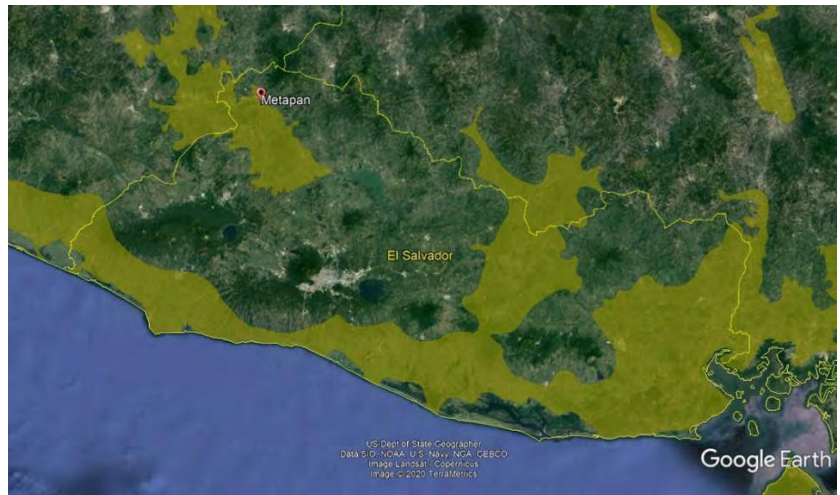 Metapan
El Salvador
US Dept of State Geographer
Data SIO, NOAA, U.S. Navy, NGA, GEBCO
Image Landsat / Copernicus
Image © 2020 TerraMetrics
Google Earth